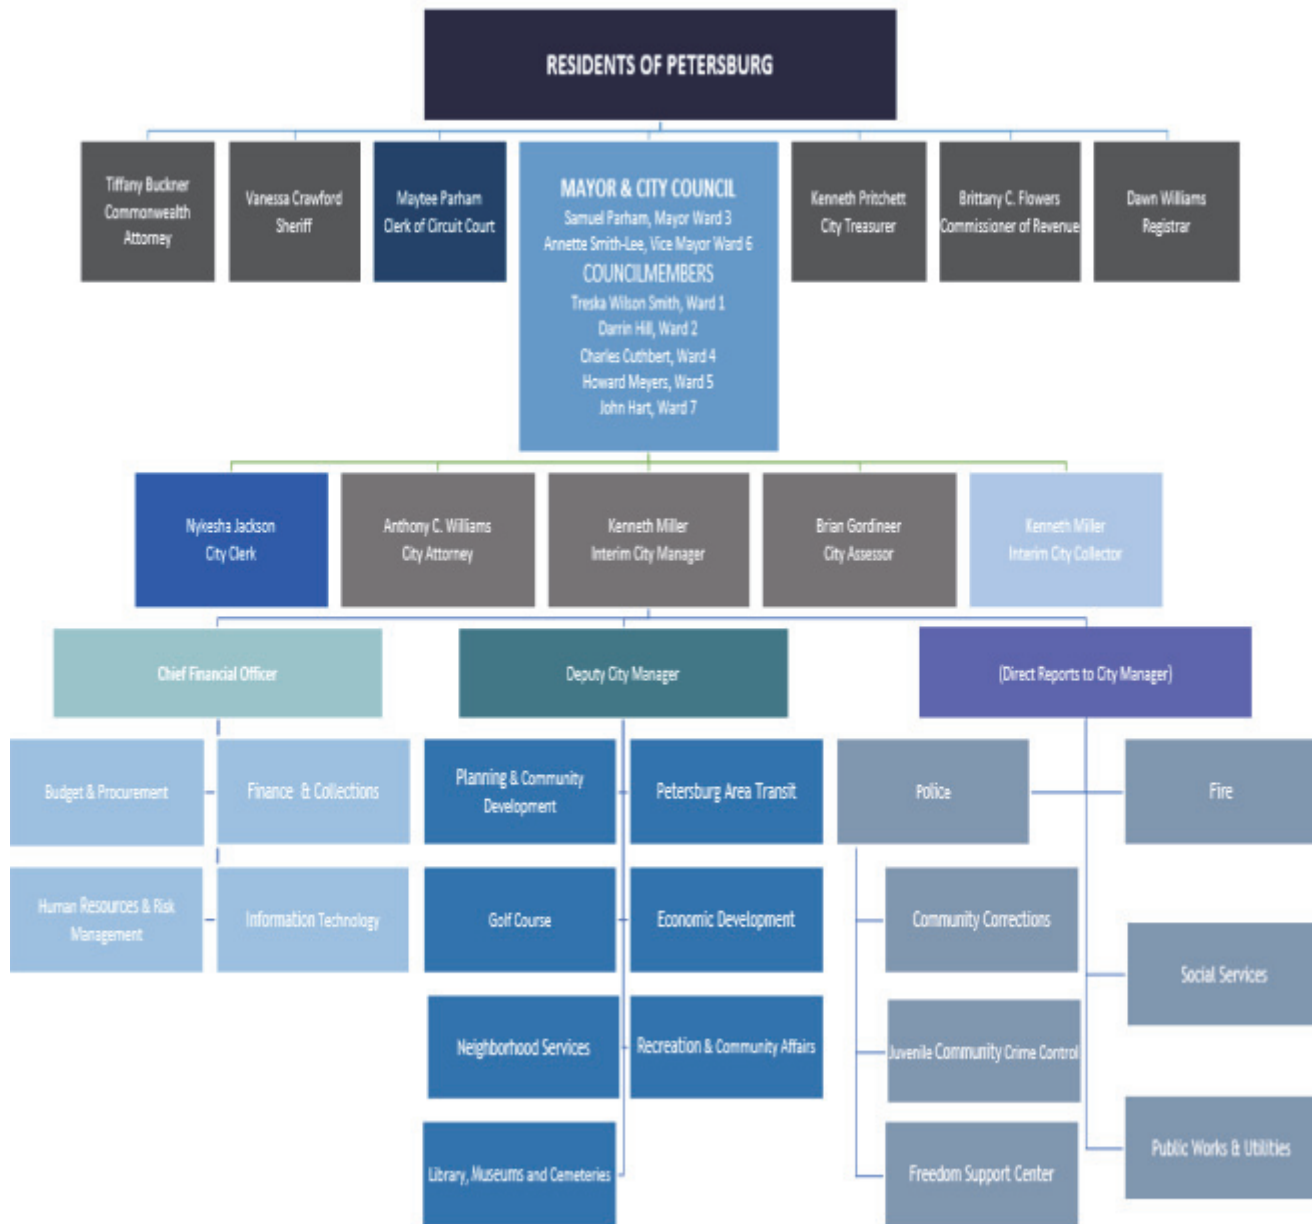 RESIDENTS OF PETERSBURG
Tiffany Buckner
Commonwealth
Attorney
Vanessa Crawford
Sheriff
Maytee Parham
Clerk of Circuit Court
MAYOR & CITY COUNCIL
Samuel Parham, Mayor Ward 3
Annette Smith-Lee, Vice Mayor Ward 6
COUNCILMEMBERS
Treska Wilson Smith, Ward 1
Darrin Hill, Ward 2
Charles Cuthbert, Ward 4
Howard Meyers, Ward 5
John Hart, Ward 7
Kenneth Pritchett
City Treasurer
Brittany C. Flowers
Commissioner of Revenue
Dawn Williams
Registrar
Nykesha Jackson
City Clerk
Anthony C. Williams
City Attorney
Kenneth Miller
Interim City Manager
Brian Gordineer
City Assessor
Kenneth Miller
Interim City Collector
Chief Financial Officer
Deputy City Manager
(Direct Reports to City Manager)
Budget & Procurement
Finance & Collections
Planning & Community
Development
Petersburg Area Transit
Police
Fire
Human Resources & Risk
Management
Information Technology
Golf Course
Economic Development
Community Corrections
Social Services
Neighborhood Services
Recreation & Community Affairs
Juvenile Community Crime Control
Library, Museums and Cemeteries
Freedom Support Center
Public Works & Utilities